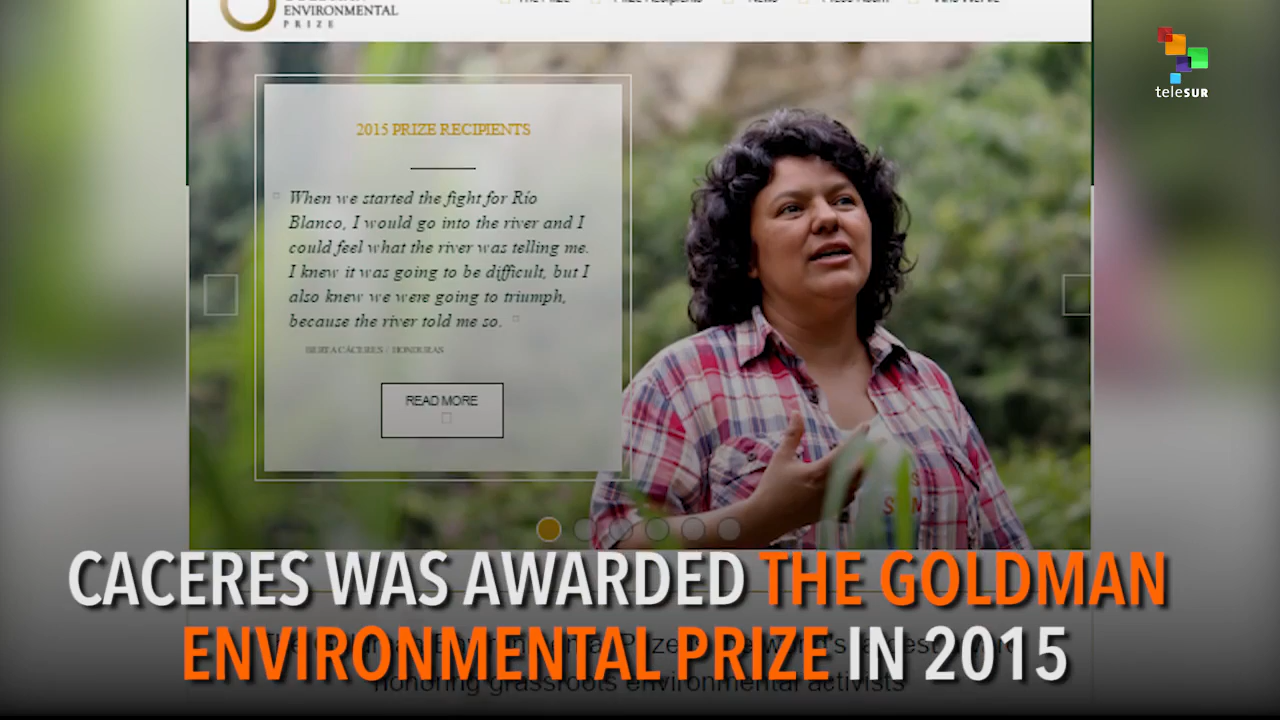 ENVIRONMENTAL
PRIZE
teleSUR
2015 PRIZE RECIPIENTS
When we started the fight for Río
Blanco, I would go into the river and I
could feel what the river was telling me.
I knew it was going to be difficult, but I
also knew we were going to triumph,
because the river told me so.
BERTA CÁCERES / HONDURAS
READ MORE
CACERES WAS AWARDED THE GOLDMAN
ENVIRONMENTAL PRIZE IN 2015
honoring grassroots environmental activists